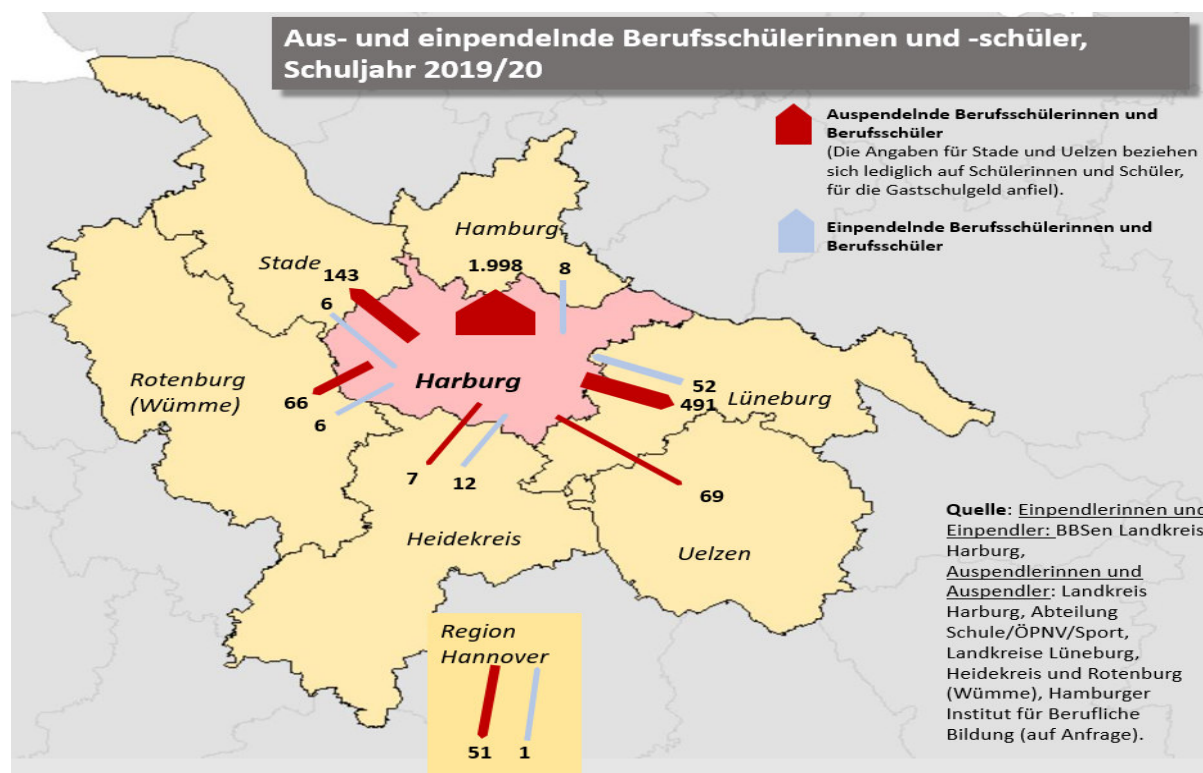 Aus- und einpendelnde Berufsschülerinnen und -schüler,
Schuljahr 2019/20
Auspendelnde Berufsschülerinnen und
Berufsschüler
(Die Angaben für Stade und Uelzen beziehen
sich lediglich auf Schülerinnen und Schüler,
für die Gastschulgeld anfiel).
Einpendelnde Berufsschülerinnen und
Berufsschüler
Hamburg
1.998
8
Stade
143
6
Rotenburg
(Wümme)
66
6
Harburg
52
491
Lüneburg
7
12
Heidekreis
69
Uelzen
Region
Hannover
51
1
Quelle: Einpendlerinnen und
Einpendler: BBSen Landkreis
Harburg,
Auspendlerinnen und
Auspendler: Landkreis
Harburg, Abteilung
Schule/ÖPNV/Sport,
Landkreise Lüneburg,
Heidekreis und Rotenburg
(Wümme), Hamburger
Institut für Berufliche
Bildung (auf Anfrage).